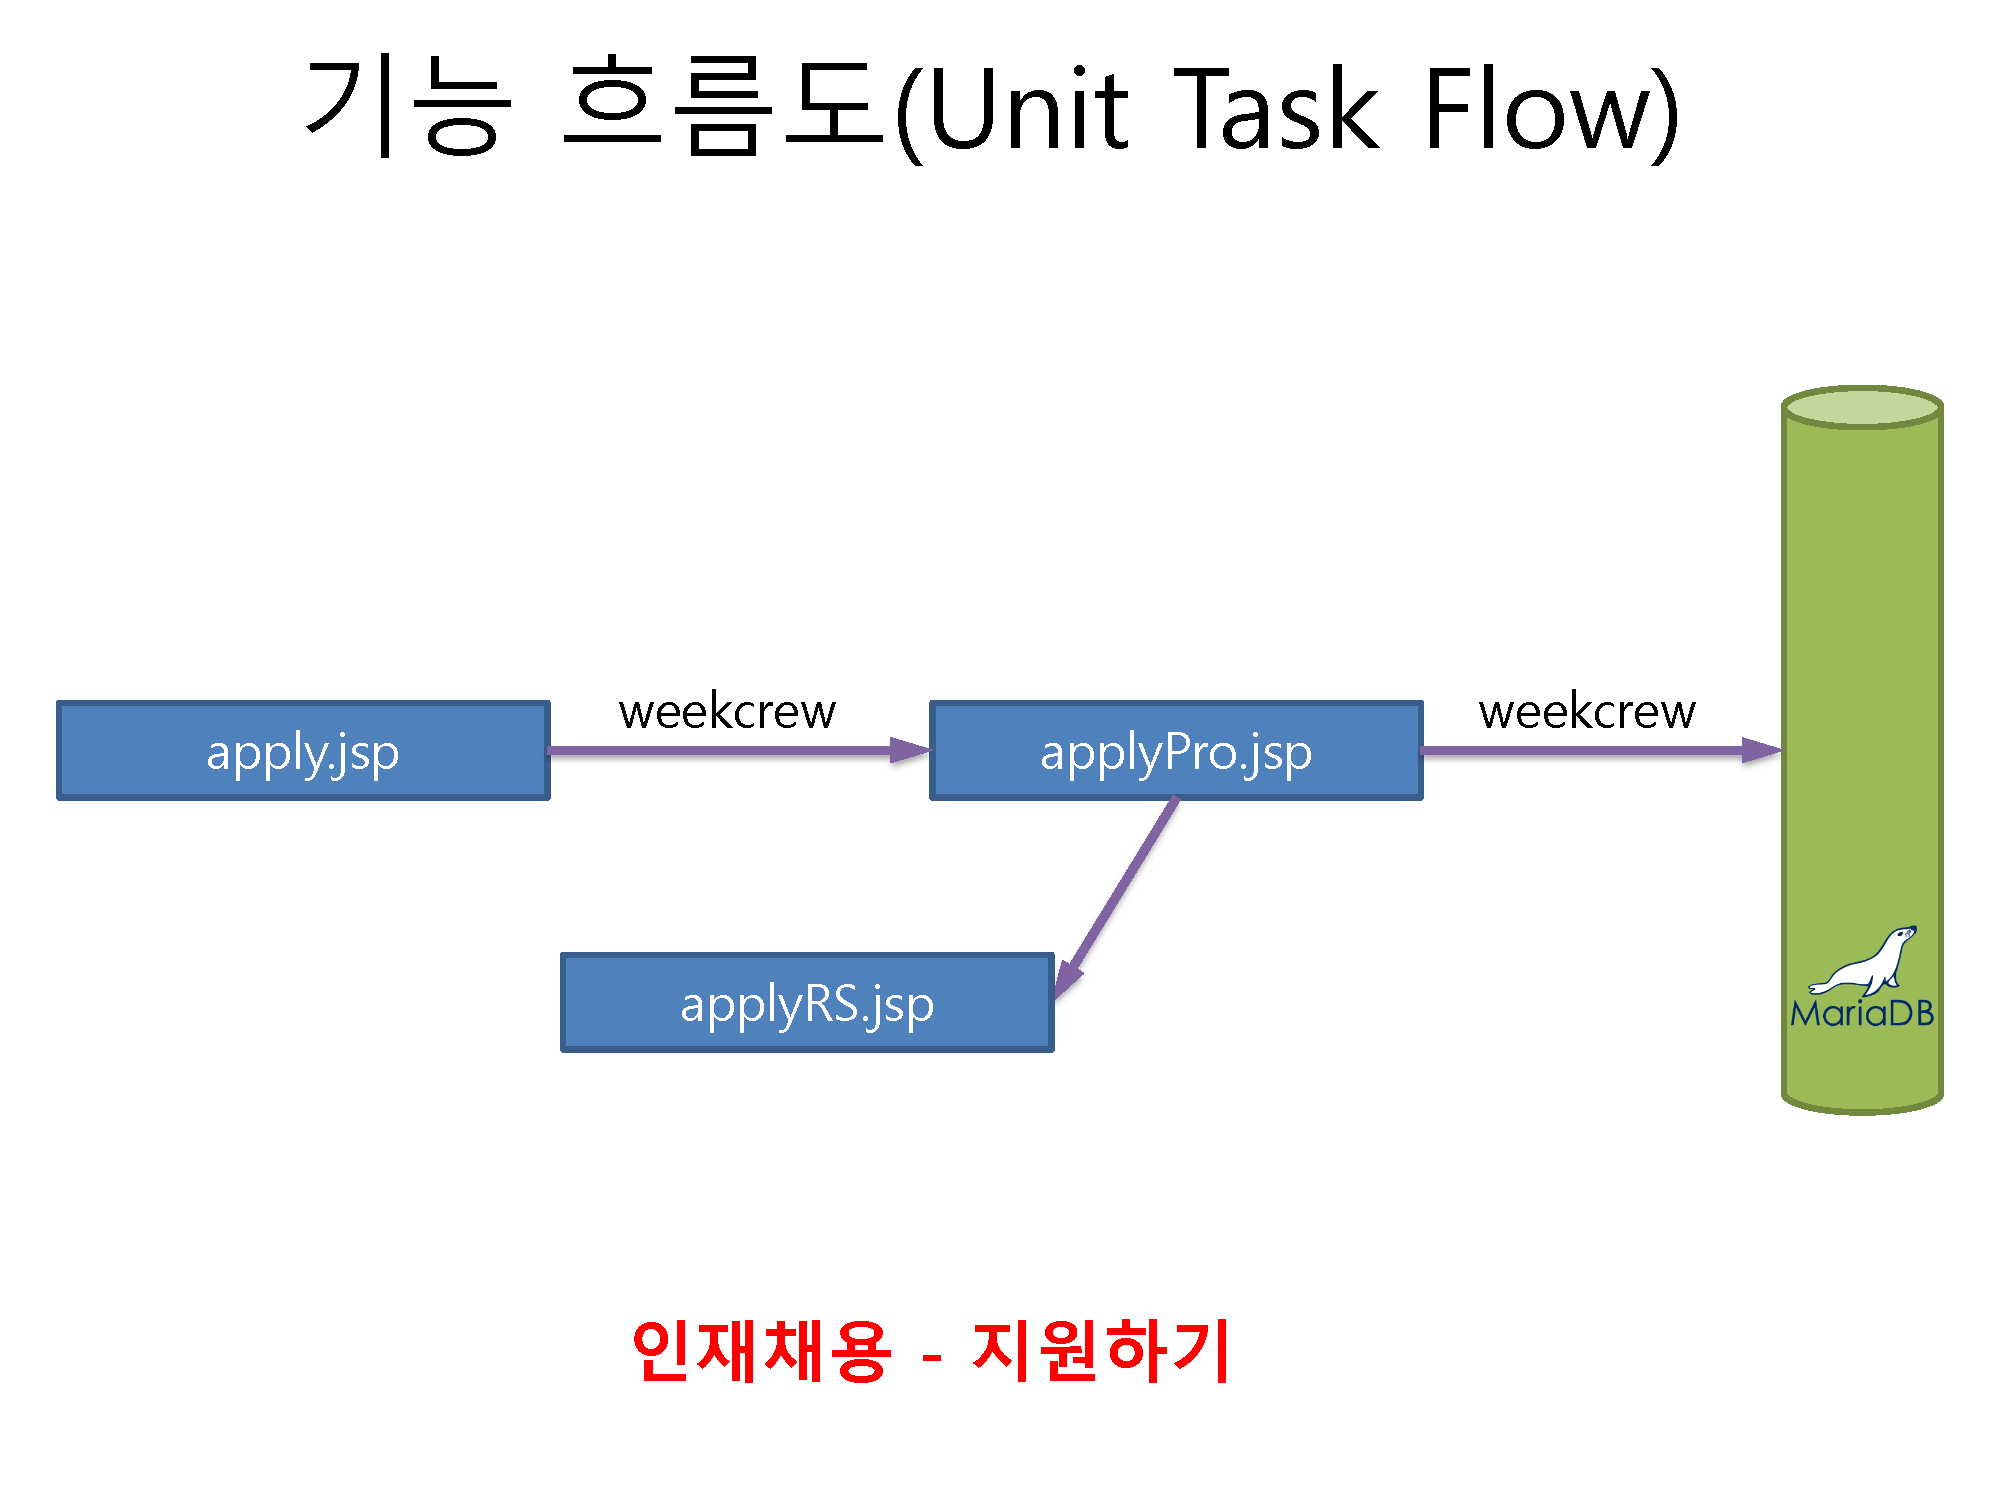 기능 흐름도(Unit Task Flow)
apply.jsp
weekcrew
applyPro.jsp
weekcrew
applyRS.jsp
MariaDB
인재채용 - 지원하기